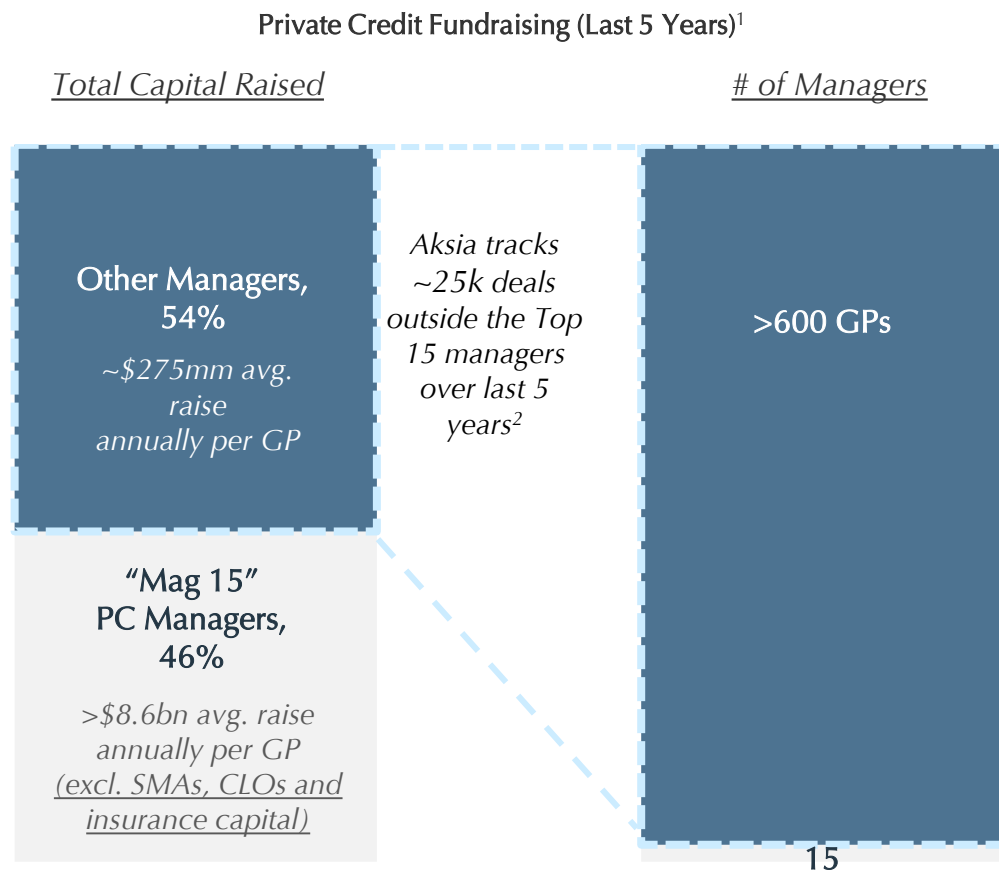 Private Credit Fundraising (Last 5 Years)¹
Total Capital Raised
# of Managers
Other Managers,
54%
~$275mm avg.
raise
annually per GP
Aksia tracks
~25k deals
outside the Top
15 managers
over last 5
years²
>600 GPs
“Mag 15”
PC Managers,
46%
>$8.6bn avg. raise
annually per GP
(excl. SMAs, CLOs and
insurance capital)
15